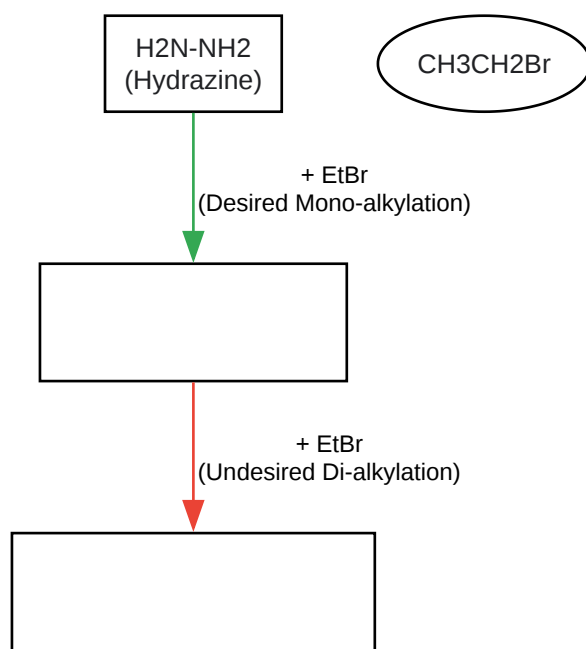 H2N-NH2
(Hydrazine)
CH3CH2Br
+ EtBr
(Desired Mono-alkylation)
+ EtBr
(Undesired Di-alkylation)